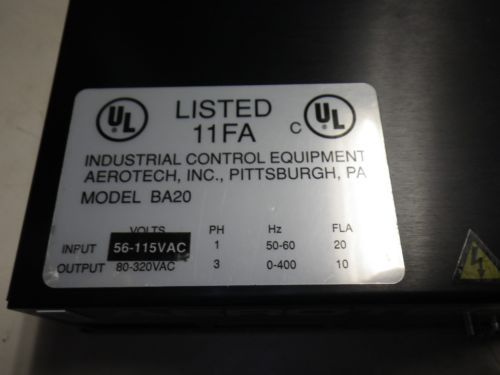 UL LISTED C UL
11FA
INDUSTRIAL CONTROL EQUIPMENT
AEROTECH, INC., PITTSBURGH, PA
MODEL BA20
VOLTS PH Hz FLA
INPUT 56-115VAC 1 50-60 20
OUTPUT 80-320VAC 3 0-400 10